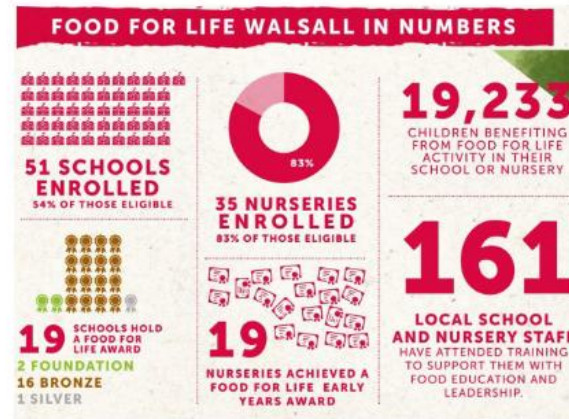 FOOD FOR LIFE WALSALL IN NUMBERS
51 SCHOOLS
ENROLLED
54% OF THOSE ELIGIBLE
83%
35 NURSERIES
ENROLLED
83% OF THOSE ELIGIBLE
19,233
CHILDREN BENEFITING
FROM FOOD FOR LIFE
ACTIVITY IN THEIR
SCHOOL OR NURSERY
19 SCHOOLS HOLD
A FOOD FOR
LIFE AWARD
2 FOUNDATION
16 BRONZE
1 SILVER
19
NURSERIES ACHIEVED A
FOOD FOR LIFE EARLY
YEARS AWARD
161
LOCAL SCHOOL
AND NURSERY STAFF
HAVE ATTENDED TRAINING
TO SUPPORT THEM WITH
FOOD EDUCATION AND
LEADERSHIP.